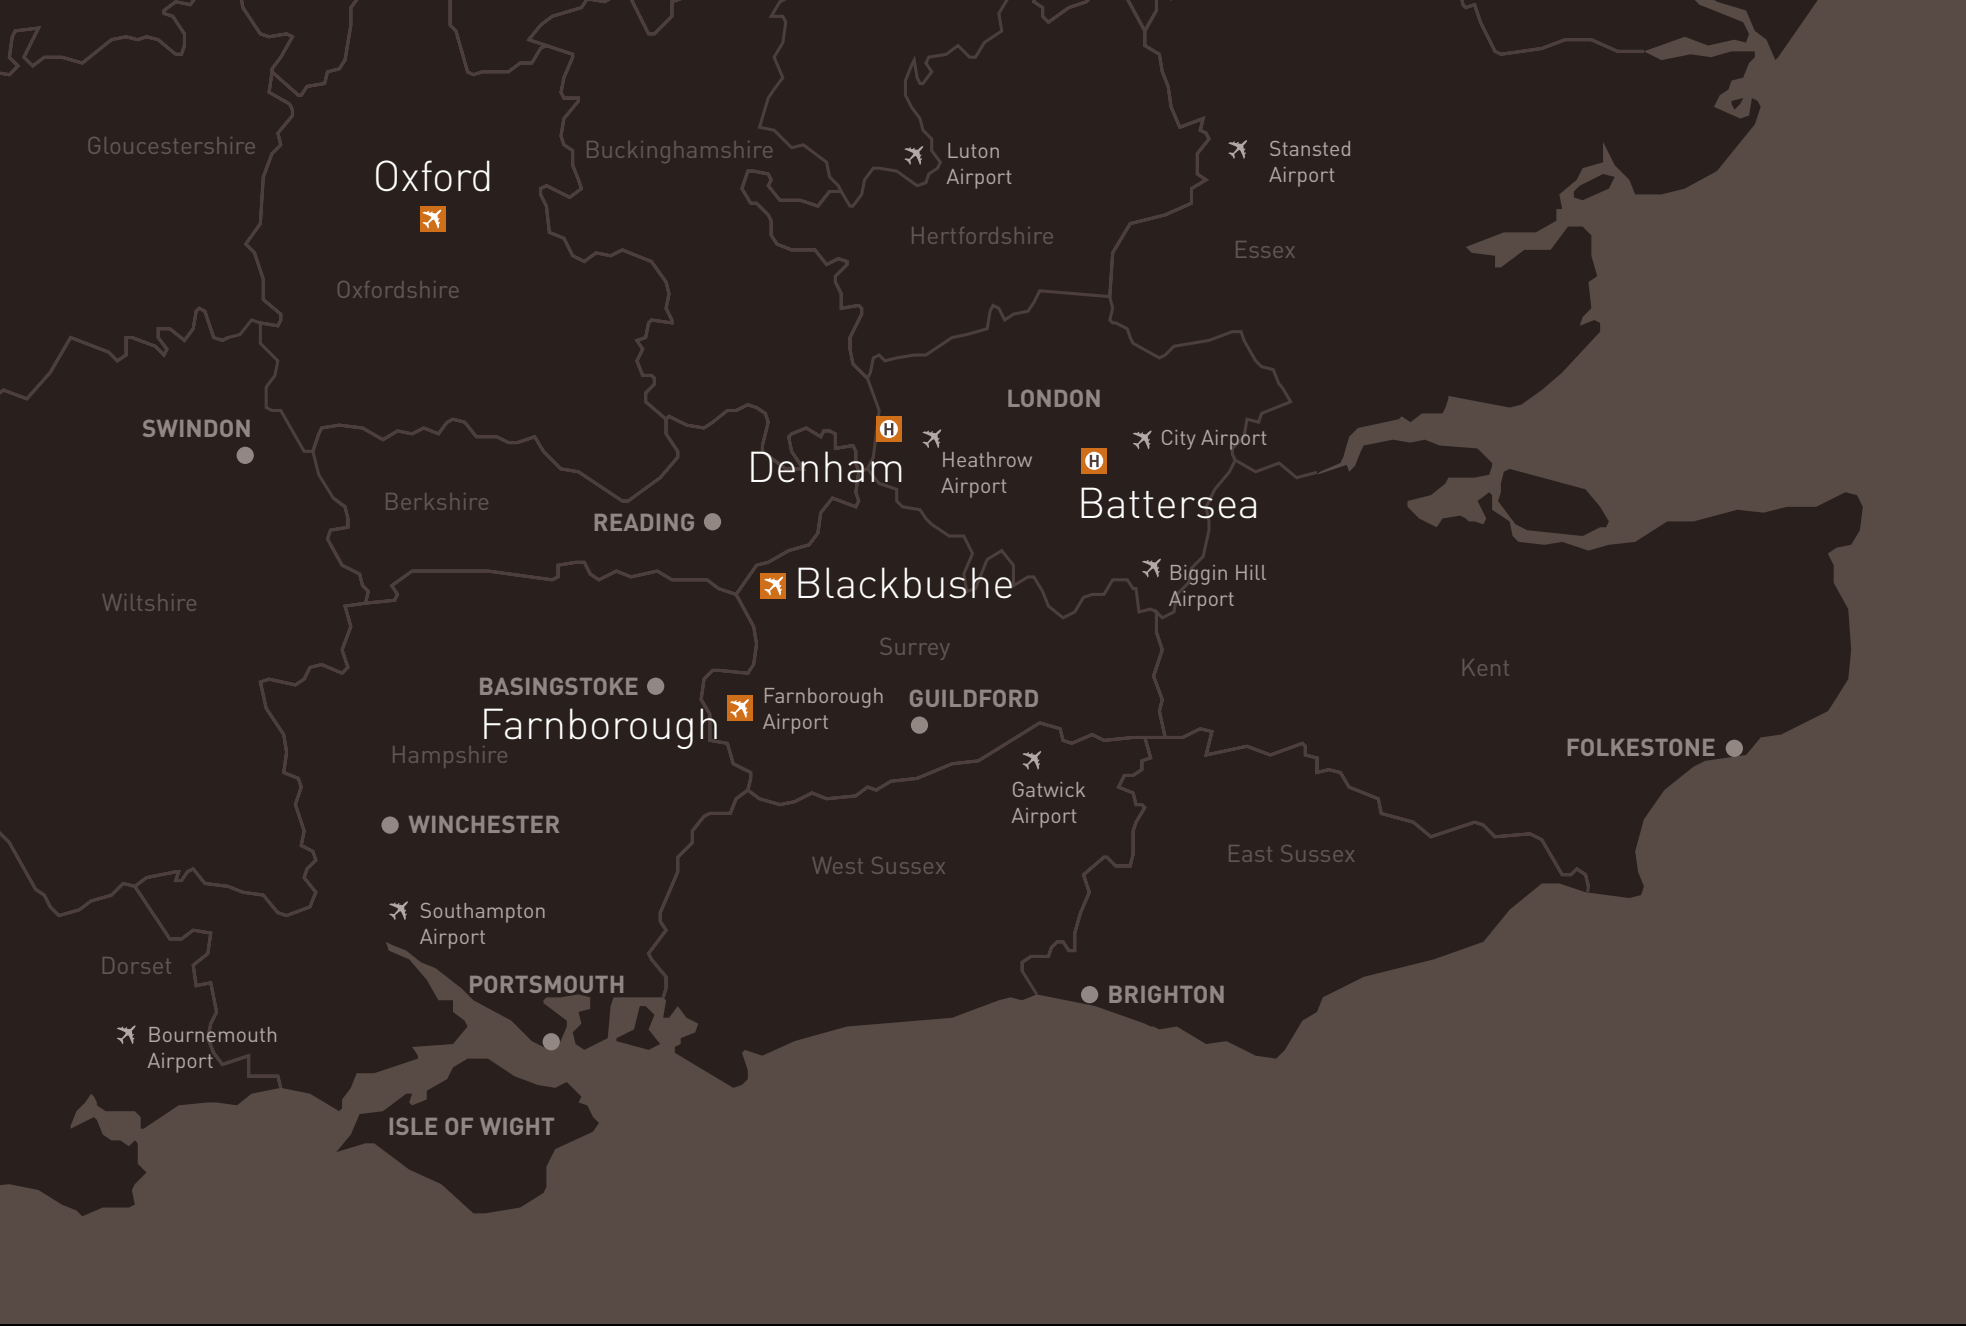 Gloucestershire
Oxford
Buckinghamshire
Luton
Airport
Stansted
Airport
Hertfordshire
Essex
Oxfordshire
LONDON
SWINDON
H
City Airport
Denham
Heathrow
Airport
H
Battersea
Berkshire
READING
Blackbushe
Biggin Hill
Airport
Wiltshire
Surrey
Kent
BASINGSTOKE
Farnborough
Farnborough
Airport
GUILDFORD
Hampshire
FOLKESTONE
Gatwick
Airport
WINCHESTER
West Sussex
East Sussex
Southampton
Airport
Dorset
PORTSMOUTH
BRIGHTON
Bournemouth
Airport
ISLE OF WIGHT